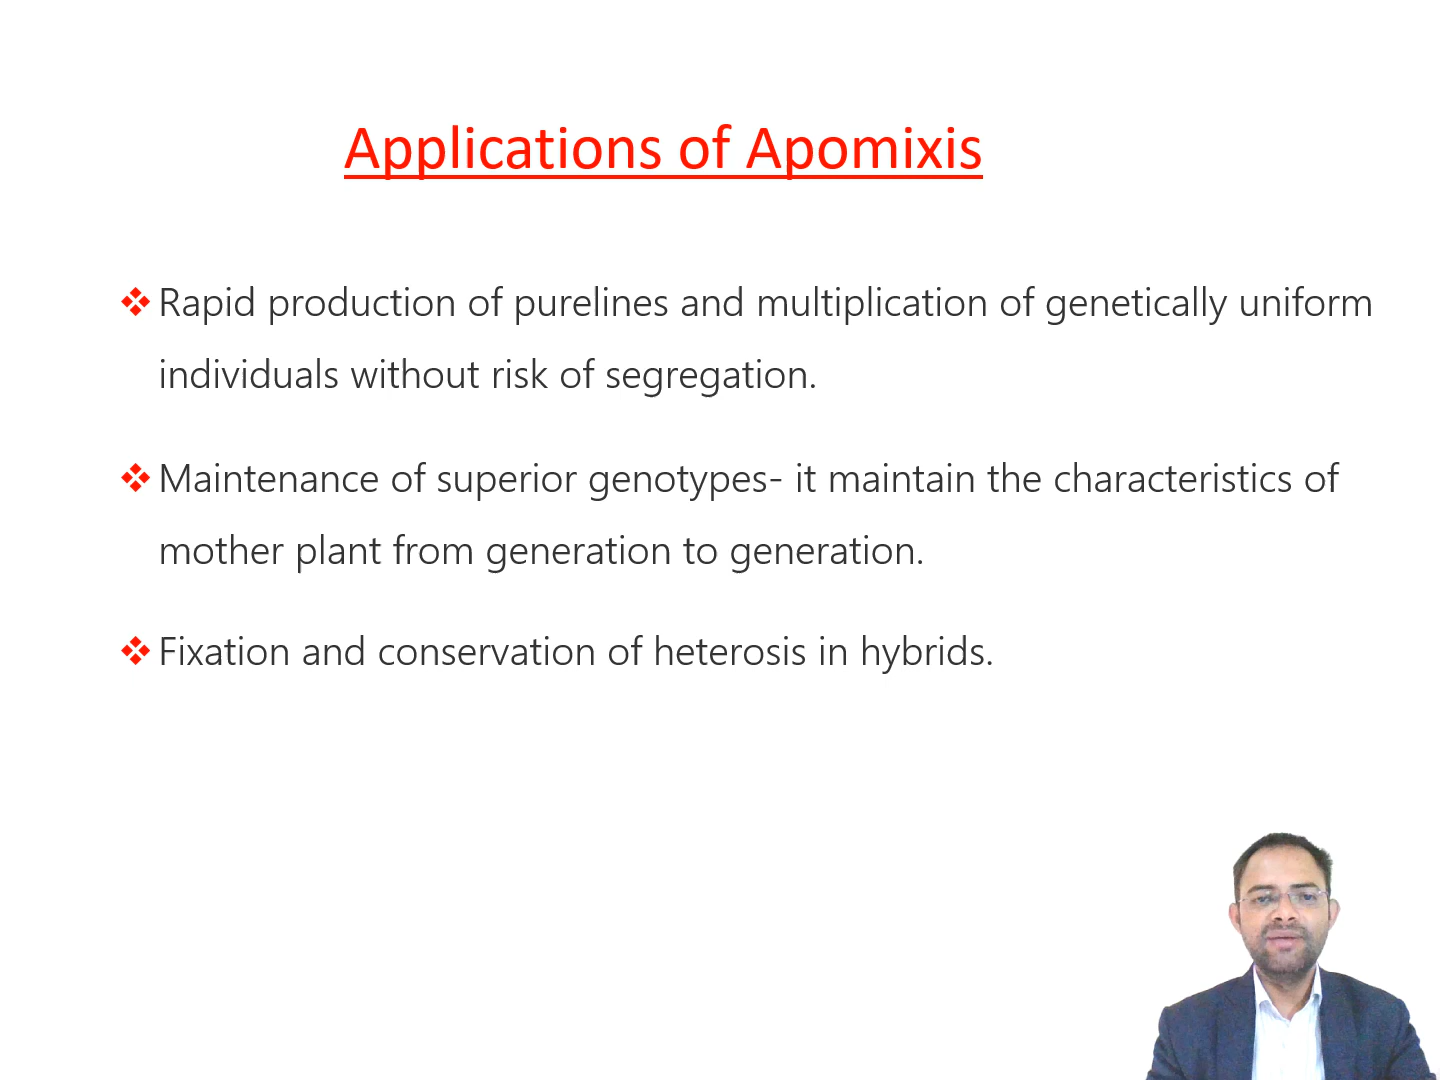 Applications of Apomixis
❖ Rapid production of purelines and multiplication of genetically uniform
individuals without risk of segregation.
❖ Maintenance of superior genotypes- it maintain the characteristics of
mother plant from generation to generation.
❖ Fixation and conservation of heterosis in hybrids.